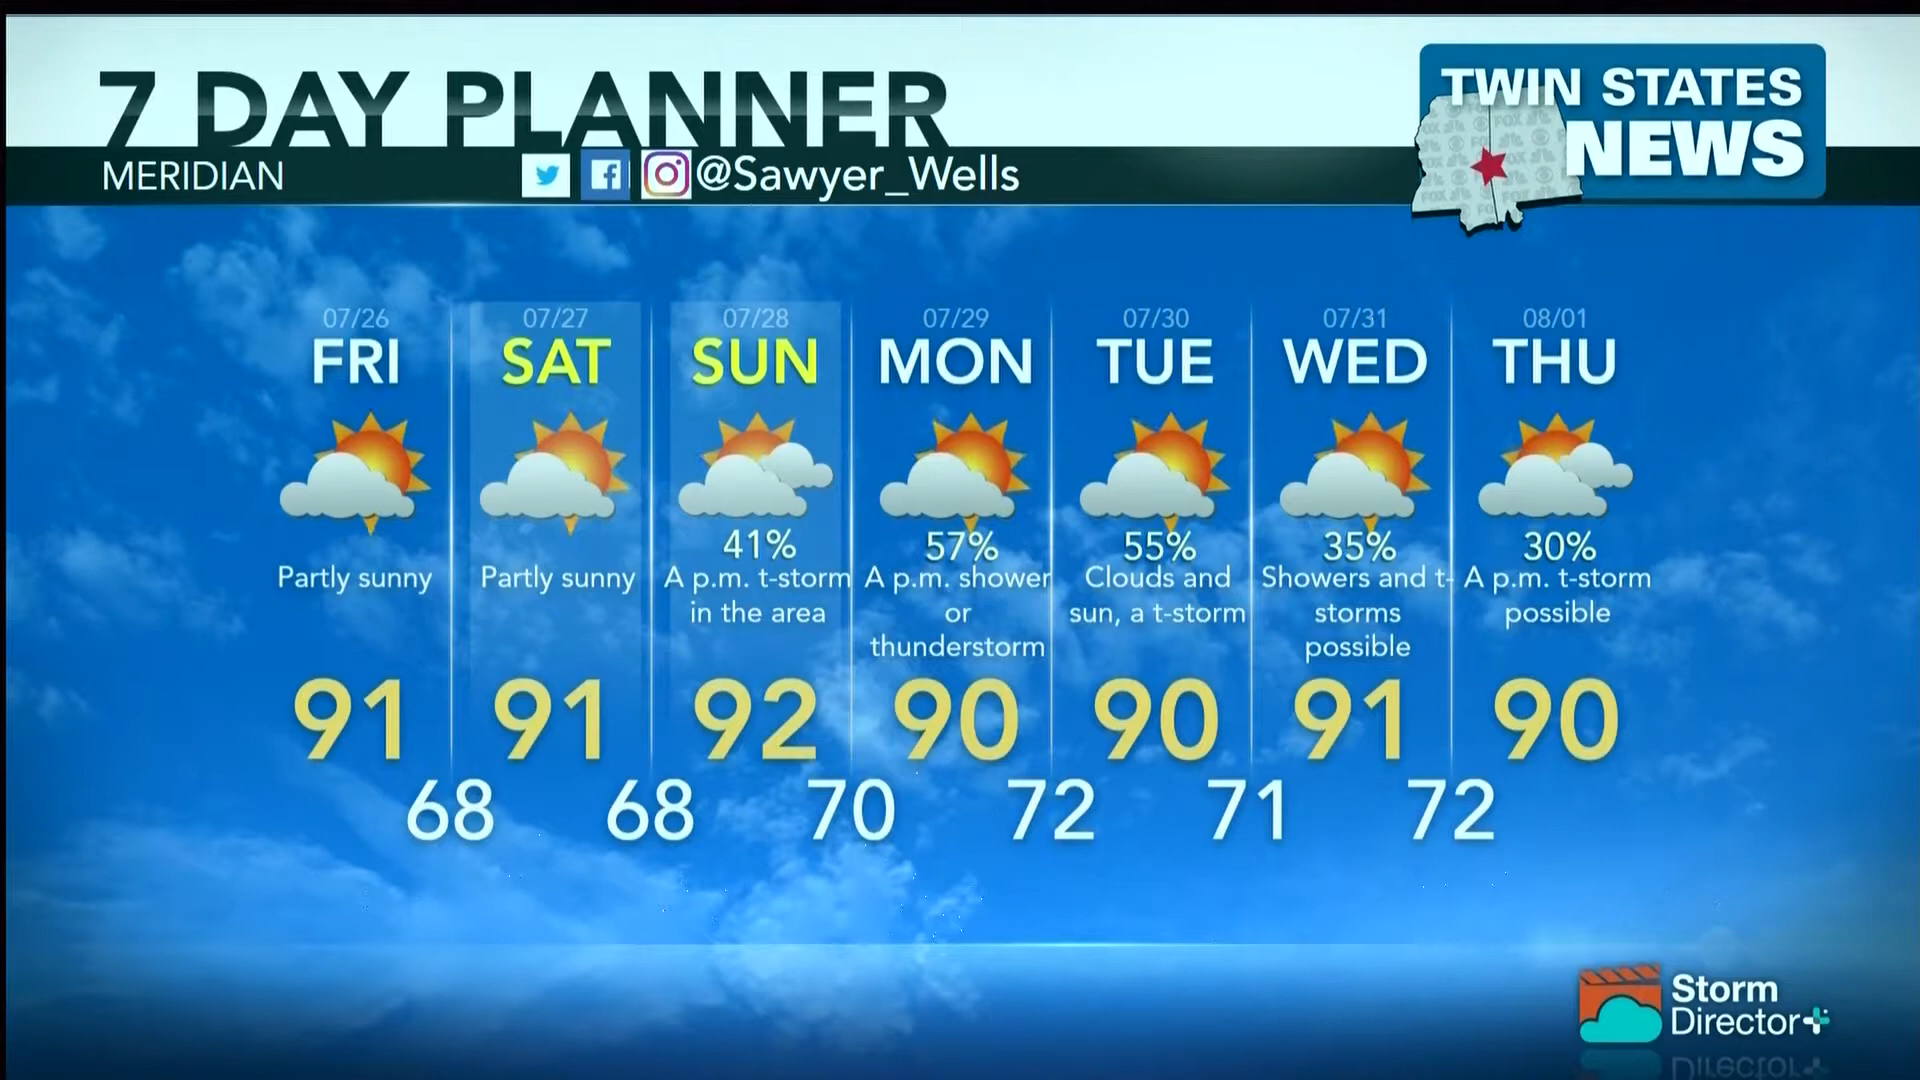 7 DAY PLANNER
MERIDIAN
@Sawyer_Wells
TWIN STATES
NEWS
07/26 07/27 07/28 07/29 07/30 07/31 08/01
FRI SAT SUN MON TUE WED THU
41% 57% 55% 35% 30%
Partly sunny Partly sunny A p.m. t-storm A p.m. shower Clouds and Showers and t- A p.m. t-storm
in the area or sun, a t-storm storms possible
thunderstorm possible
91 91 92 90 90 91 90
68 68 70 72 71 72
Storm
Director+